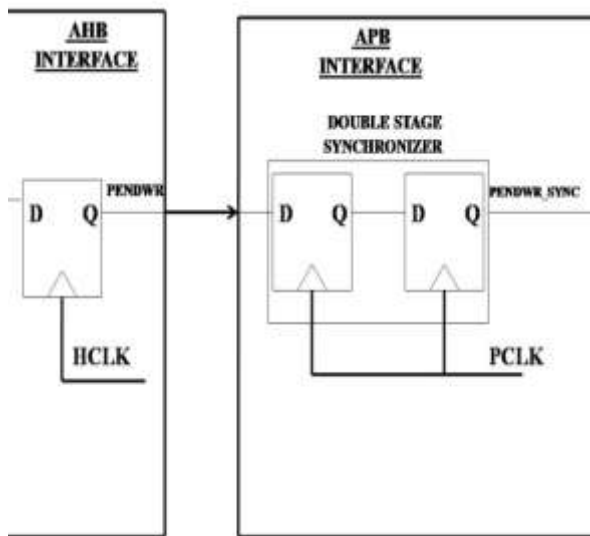 AHB
INTERFACE
APB
INTERFACE
DOUBLE STAGE
SYNCHRONIZER
PENDWR
PENDWR_SYNC
D Q
D Q
D Q
HCLK
PCLK